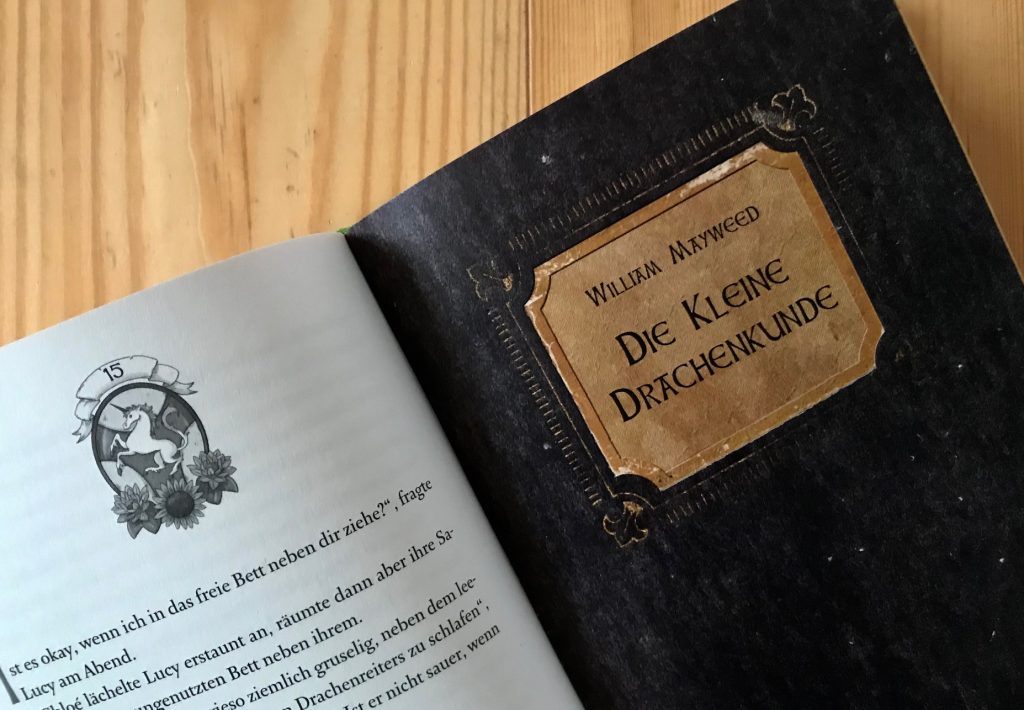 15
Ist es okay, wenn ich in das freie Bett neben dir ziehe?“, fragte
Lucy am Abend.
Chloé lächelte Lucy erstaunt an, räumte dann aber ihre Sa-
ungenutzten Bett neben ihrem.
ziemlich gruselig, neben dem lee-
Drachenreiters zu schlafen“,
Ist er nicht sauer, wenn
WILLIAM MAYWEED
DIE KLEINE
DRACHENKUNDE